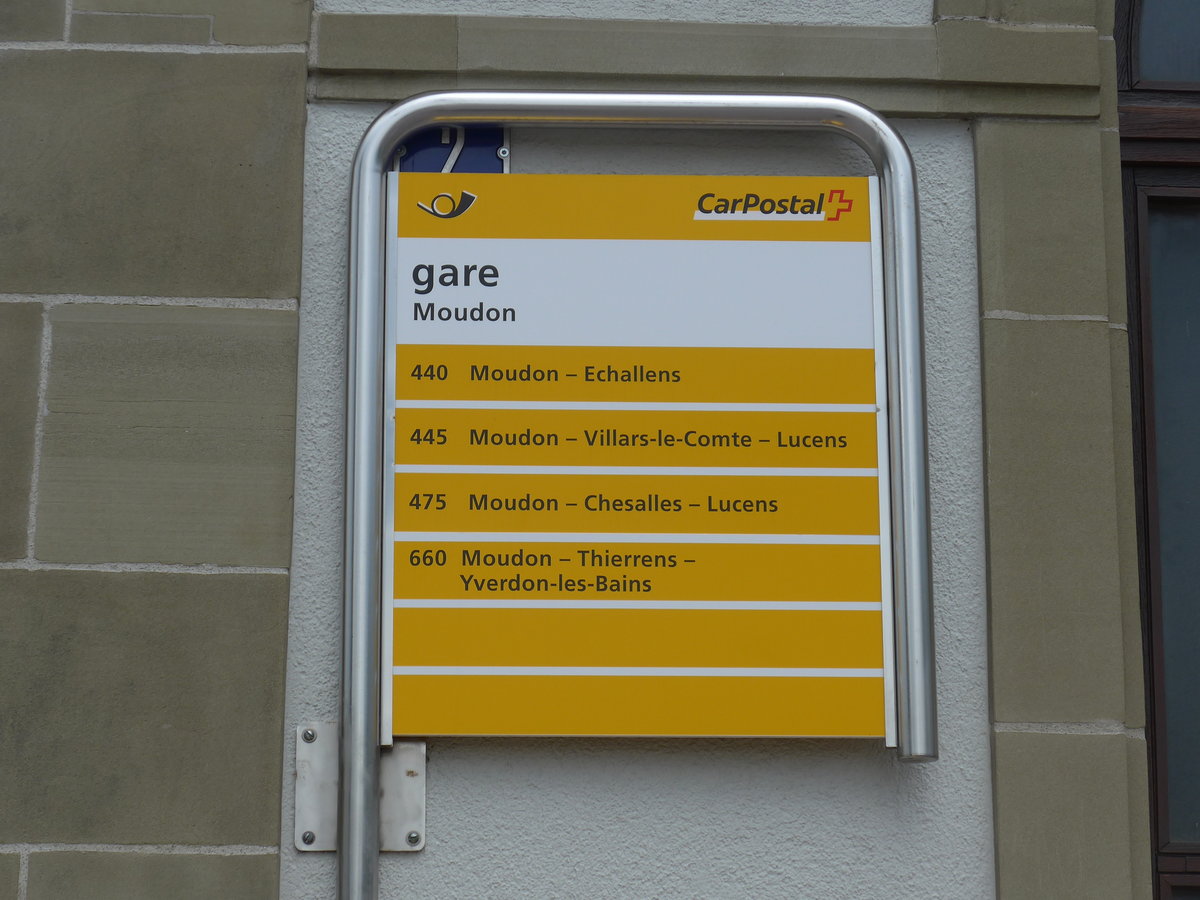 2
CarPostal
gare
Moudon
440 Moudon – Echallens
445 Moudon – Villars-le-Comte – Lucens
475 Moudon – Chesalles – Lucens
660 Moudon – Thierrens –
Yverdon-les-Bains